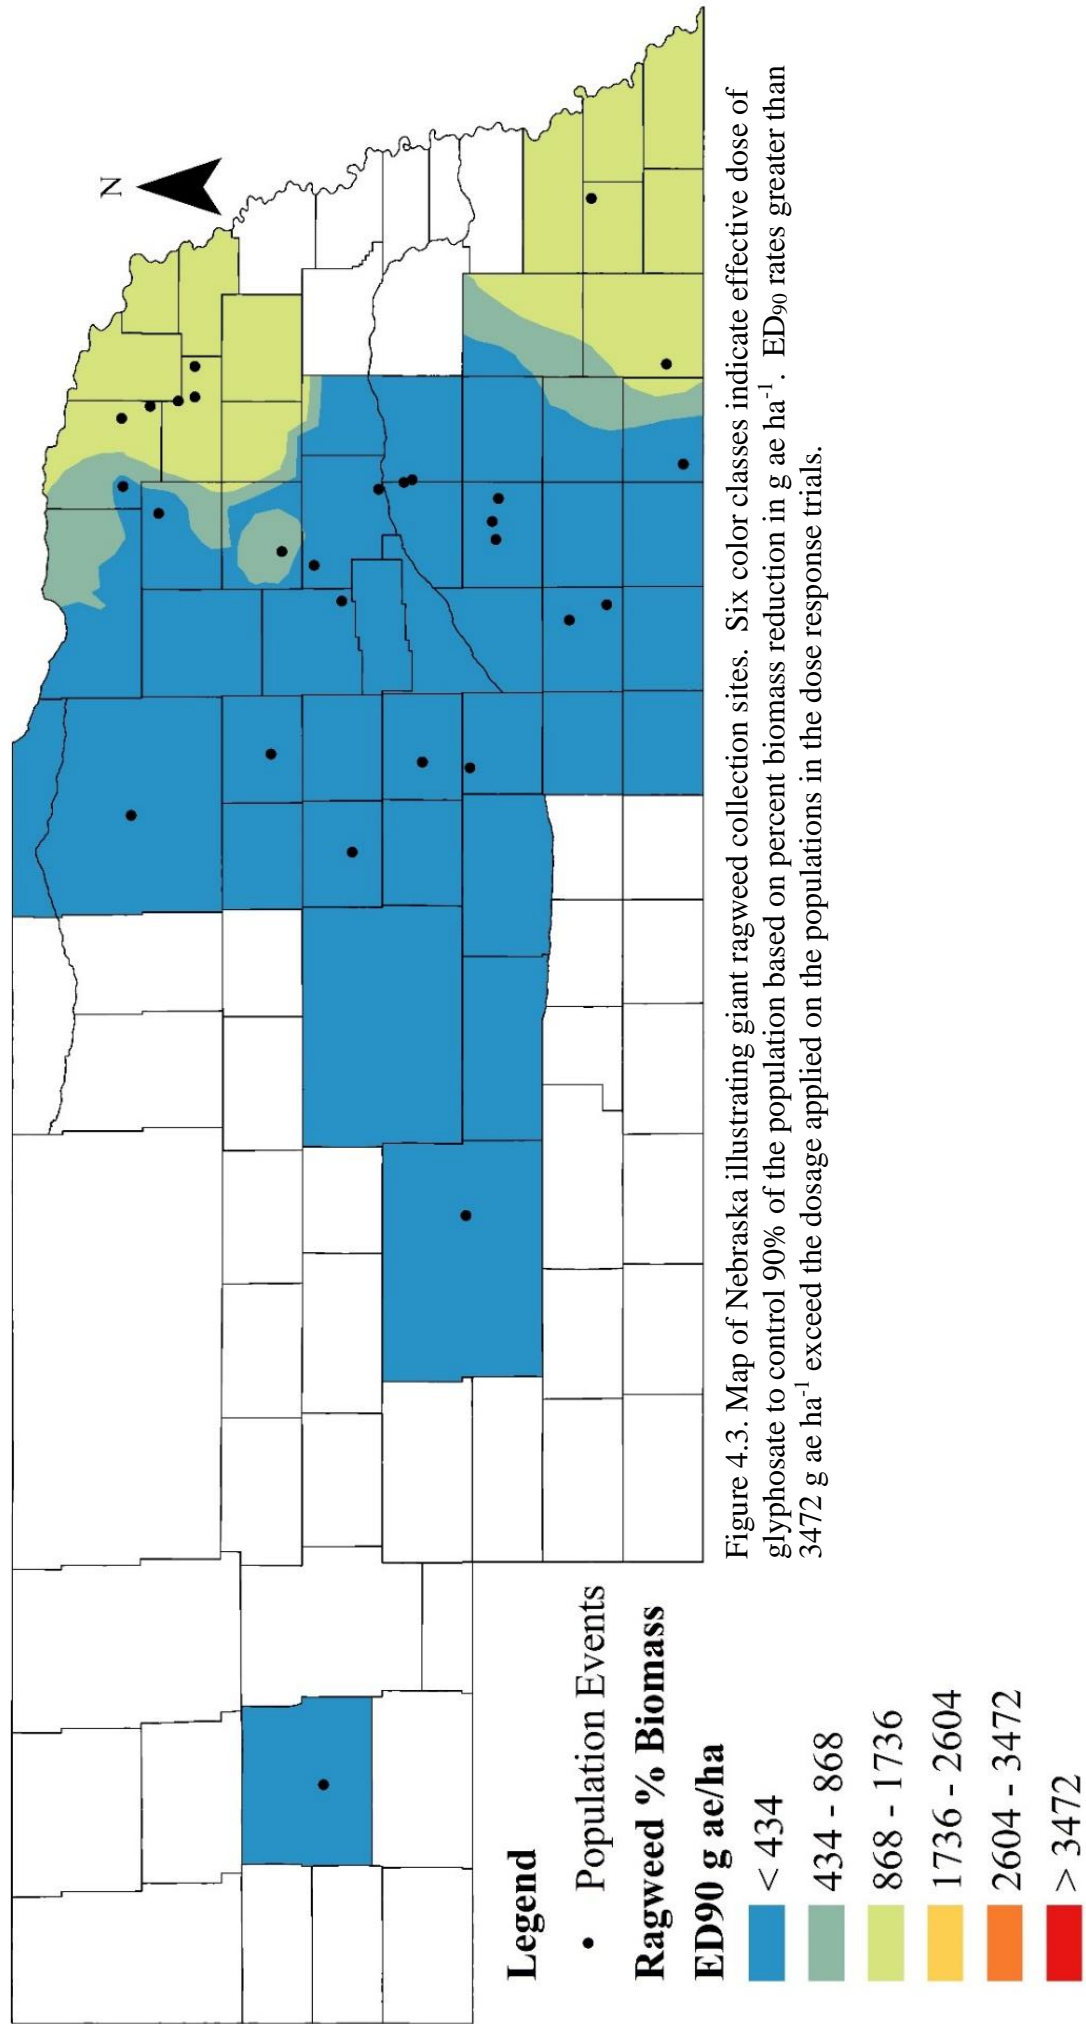 N
Legend
Population Events
Ragweed % Biomass
ED90 g ae/ha
< 434
434 - 868
868 - 1736
1736 - 2604
2604 - 3472
> 3472
Figure 4.3. Map of Nebraska illustrating giant ragweed collection sites.  Six color classes indicate effective dose of
glyphosate to control 90% of the population based on percent biomass reduction in g ae ha⁻¹.  ED₉₀ rates greater than
3472 g ae ha⁻¹ exceed the dosage applied on the populations in the dose response trials.